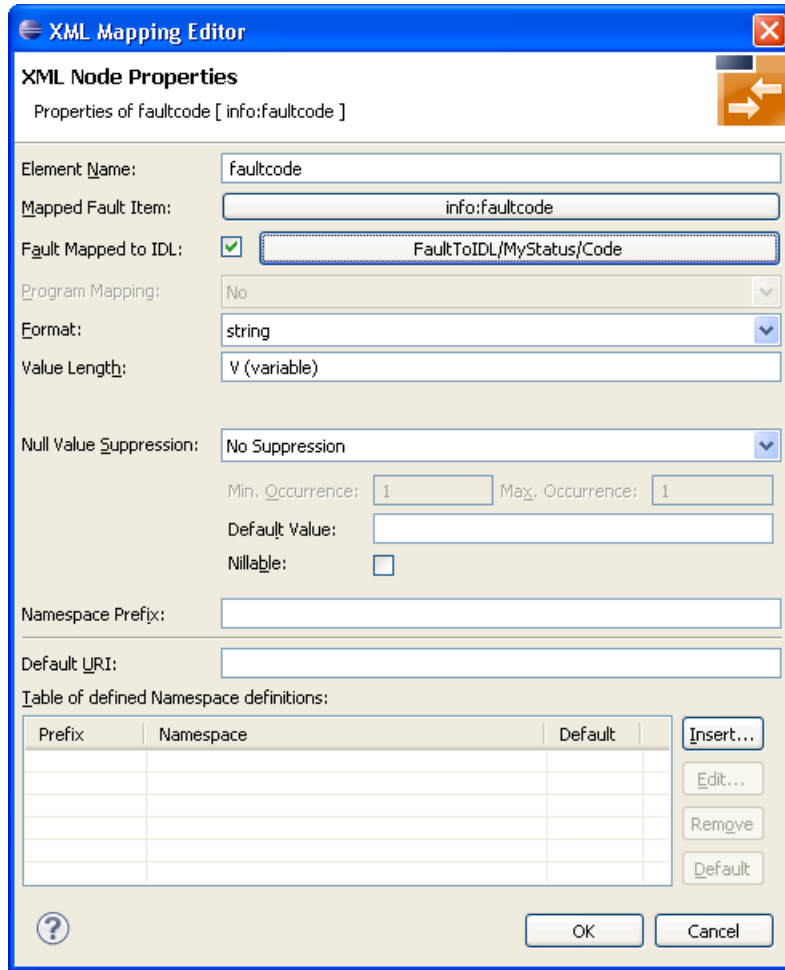 XML Mapping Editor
XML Node Properties
Properties of faultcode [ info:faultcode ]
Element Name: faultcode
Mapped Fault Item: info:faultcode
Fault Mapped to IDL: FaultToIDL/MyStatus/Code
Program Mapping: No
Format: string
Value Length: V (variable)
Null Value Suppression: No Suppression
Min. Occurrence: 1 Max. Occurrence: 1
Default Value:
Nillable:
Namespace Prefix:
Default URI:
Table of defined Namespace definitions:
Prefix Namespace Default Insert...
Edit...
Remove
Default
? OK Cancel